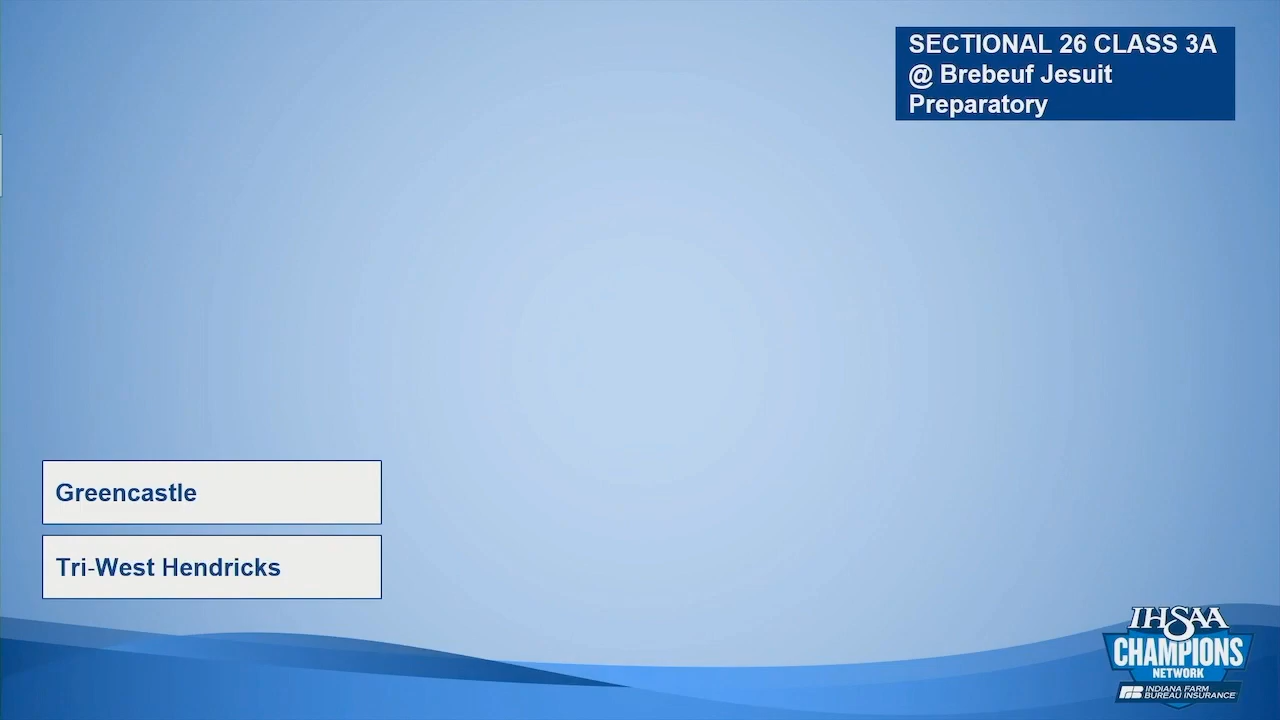 SECTIONAL 26 CLASS 3A
@ Brebeuf Jesuit
Preparatory
Greencastle
Tri-West Hendricks
IHSAA
CHAMPIONS
NETWORK
INDIANA FARM
BUREAU INSURANCE